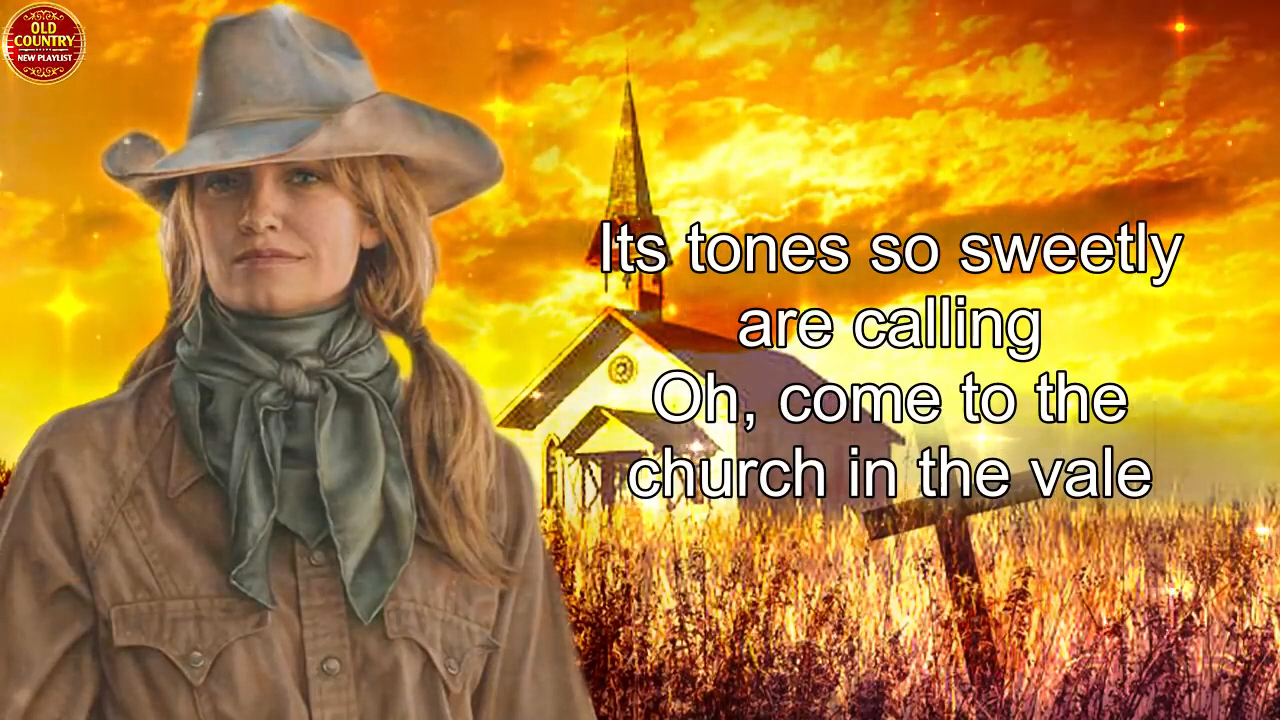 OLD
COUNTRY
NEW PLAYLIST
Its tones so sweetly
are calling
Oh, come to the
church in the vale